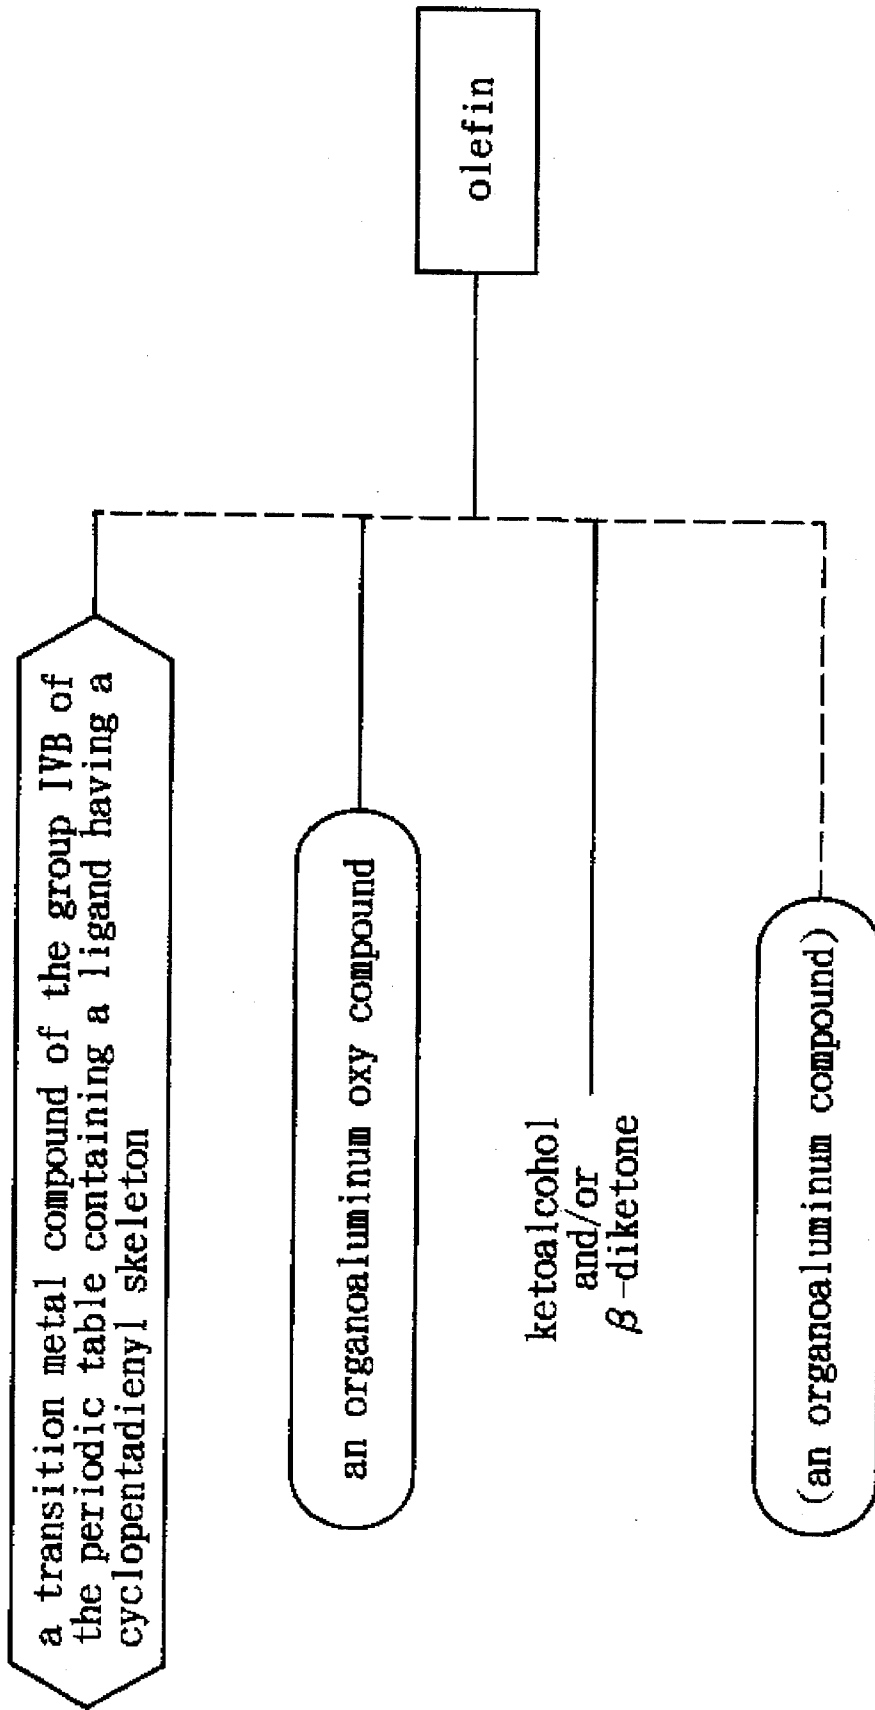 a transition metal compound of the group IVB of
the periodic table containing a ligand having a
cyclopentadienyl skeleton
an organoaluminum oxy compound
ketoalcohol
and/or
β-diketone
(an organoaluminum compound)
olefin